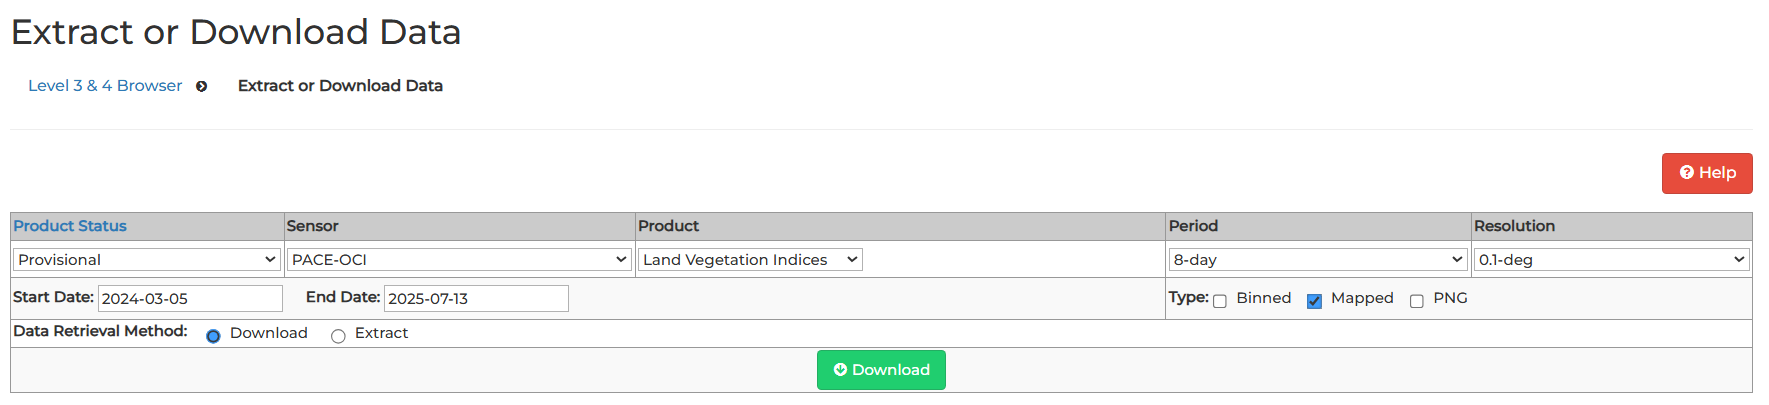 Extract or Download Data
Level 3 & 4 Browser Extract or Download Data
Help
Product Status Sensor Product Period Resolution
Provisional PACE-OCI Land Vegetation Indices 8-day 0.1-deg
Start Date: 2024-03-05 End Date: 2025-07-13 Type: Binned Mapped PNG
Data Retrieval Method: Download Extract
Download